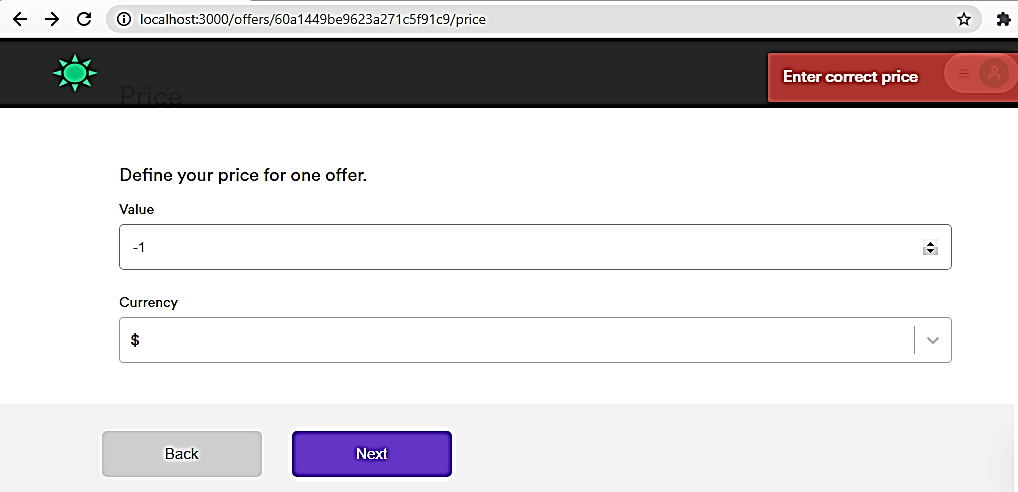 localhost:3000/offers/60a1449be9623a271c5f91c9/price
Enter correct price
Price
Define your price for one offer.
Value
-1
Currency
$
Back
Next